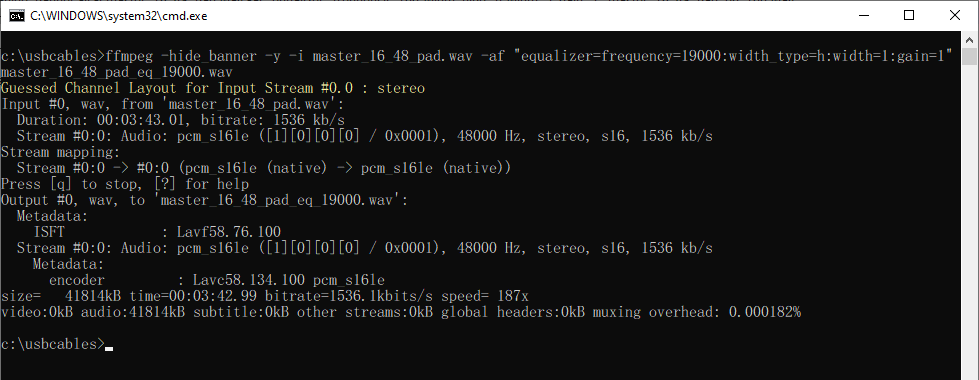 C:\WINDOWS\system32\cmd.exe
c:\usbcables>ffmpeg -hide_banner -y -i master_16_48_pad.wav -af "equalizer=frequency=19000:width_type=h:width=1:gain=1"
master_16_48_pad_eq_19000.wav
Guessed Channel Layout for Input Stream #0.0 : stereo
Input #0, wav, from 'master_16_48_pad.wav':
  Duration: 00:03:43.01, bitrate: 1536 kb/s
  Stream #0:0: Audio: pcm_s16le ([1][0][0][0] / 0x0001), 48000 Hz, stereo, s16, 1536 kb/s
Stream mapping:
  Stream #0:0 -> #0:0 (pcm_s16le (native) -> pcm_s16le (native))
Press [q] to stop, [?] for help
Output #0, wav, to 'master_16_48_pad_eq_19000.wav':
  Metadata:
    ISFT            : Lavf58.76.100
  Stream #0:0: Audio: pcm_s16le ([1][0][0][0] / 0x0001), 48000 Hz, stereo, s16, 1536 kb/s
    Metadata:
      encoder         : Lavc58.134.100 pcm_s16le
size=   41814kB time=00:03:42.99 bitrate=1536.1kbits/s speed= 187x
video:0kB audio:41814kB subtitle:0kB other streams:0kB global headers:0kB muxing overhead: 0.000182%
c:\usbcables>